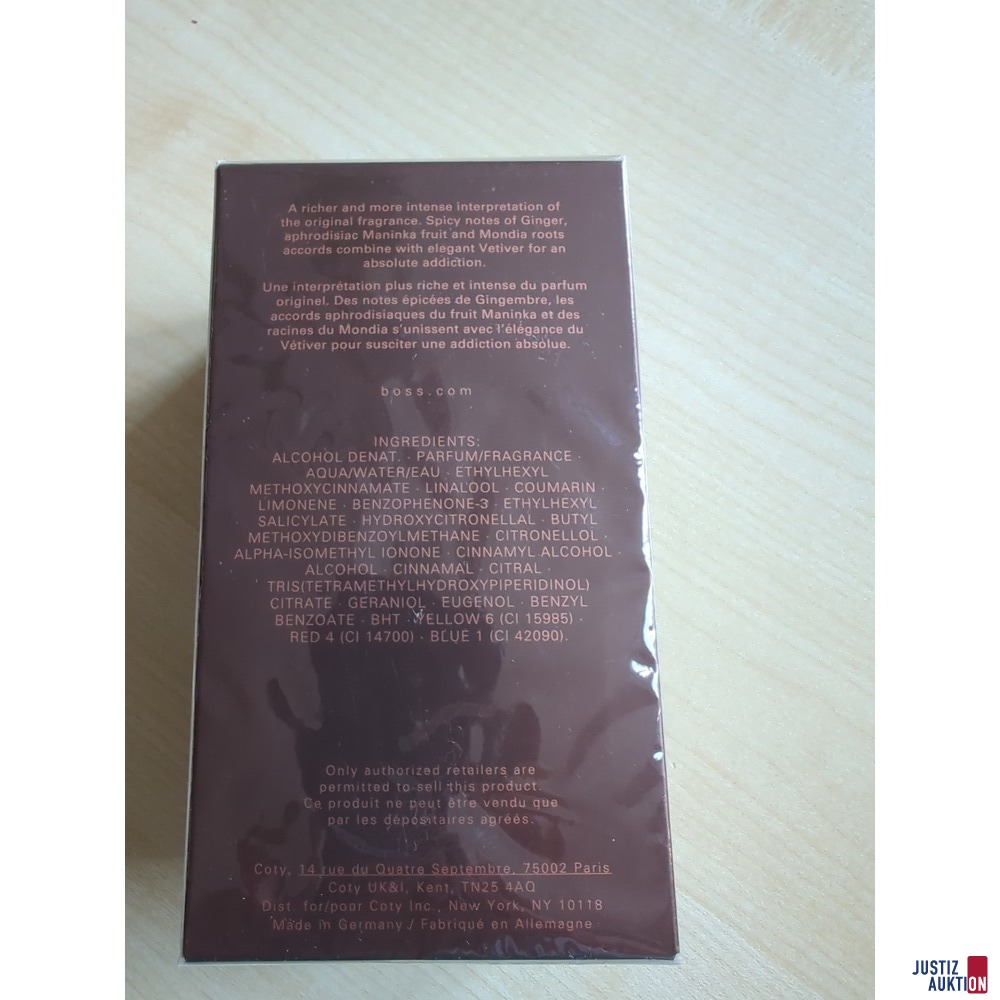 A richer and more intense interpretation of
the original fragrance. Spicy notes of Ginger,
aphrodisiac Maninka fruit and Mondia roots
accords combine with elegant Vetiver for an
absolute addiction.
Une interprétation plus riche et intense du parfum
originel. Des notes épicées de Gingembre, les
accords aphrodisiaques du fruit Maninka et des
racines du Mondia s'unissent avec l'élégance du
Vétiver pour susciter une addiction absolue.
boss.com
INGREDIENTS:
ALCOHOL DENAT. · PARFUM/FRAGRANCE ·
AQUA/WATER/EAU · ETHYLHEXYL
METHOXYCINNAMATE · LINALOOL · COUMARIN ·
LIMONENE · BENZOPHENONE-3 · ETHYLHEXYL
SALICYLATE · HYDROXYCITRONELLAL · BUTYL
METHOXYDIBENZOYLMETHANE · CITRONELLOL ·
ALPHA-ISOMETHYL IONONE · CINNAMYL ALCOHOL ·
ALCOHOL · CINNAMAL · CITRAL ·
TRIS(TETRAMETHYLHYDROXYPIPERIDINOL)
CITRATE · GERANIOL · EUGENOL · BENZYL
BENZOATE · BHT · YELLOW 6 (CI 15985) ·
RED 4 (CI 14700) · BLUE 1 (CI 42090).
Only authorized retailers are
permitted to sell this product.
Ce produit ne peut être vendu que
par les dépositaires agréés.
Coty, 14 rue du Quatre Septembre, 75002 Paris
Coty UK&I, Kent, TN25 4AQ
Dist. for/pour Coty Inc., New York, NY 10118
Made in Germany / Fabriqué en Allemagne
JUSTIZ
AUKTION